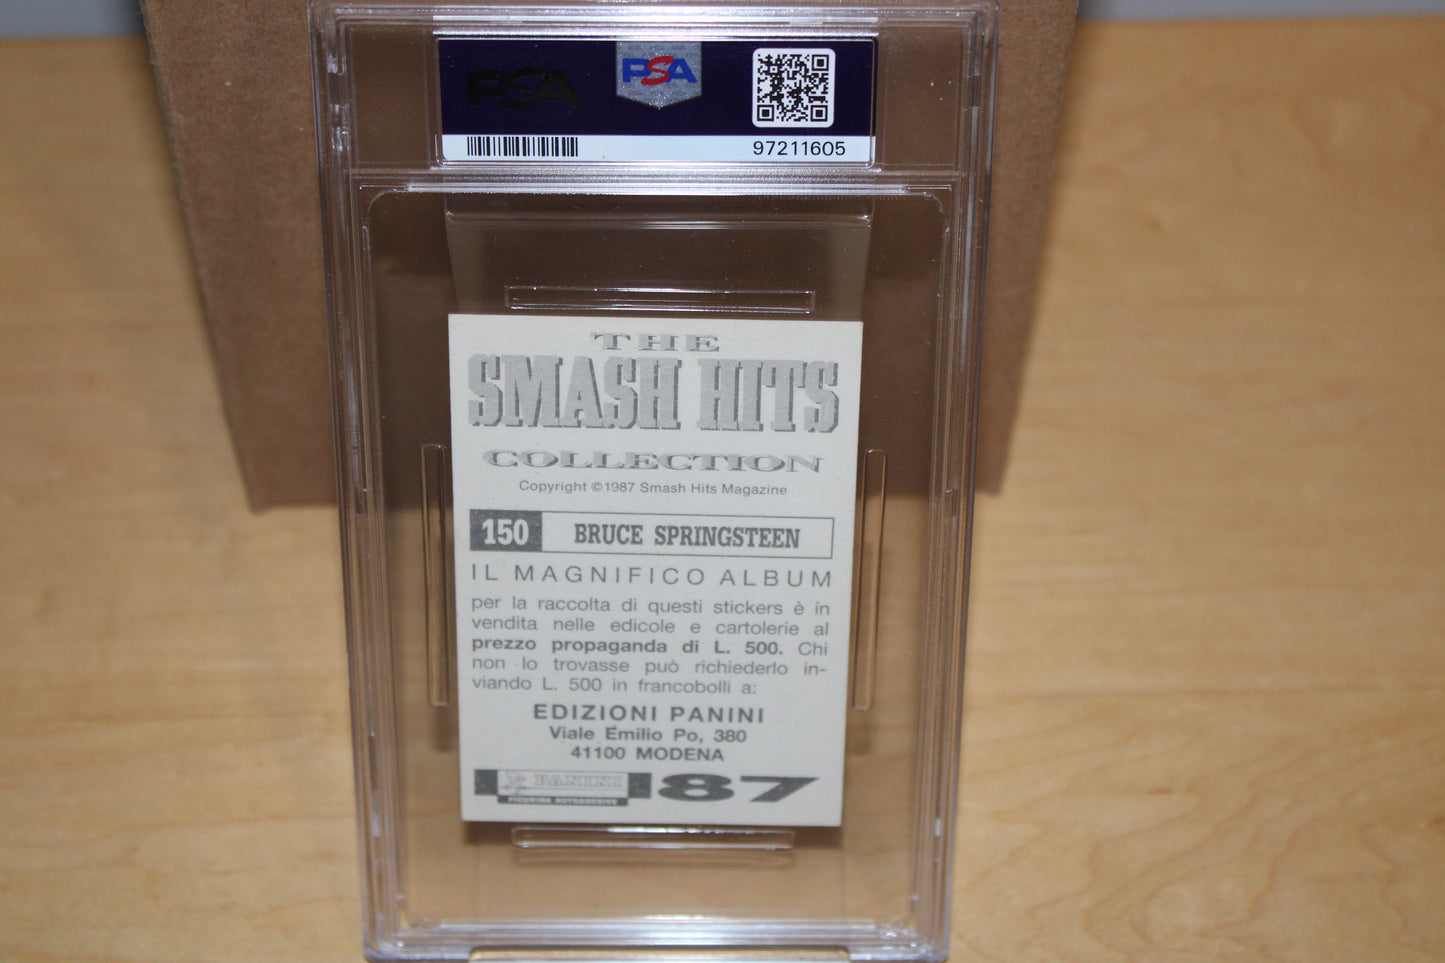 PSA
PSA
97211605
THE
SMASH HITS
COLLECTION
Copyright ©1987 Smash Hits Magazine
150 BRUCE SPRINGSTEEN
IL MAGNIFICO ALBUM
per la raccolta di questi stickers è in
vendita nelle edicole e cartolerie al
prezzo propaganda di L. 500. Chi
non lo trovasse può richiederlo in-
viando L. 500 in francobolli a:
EDIZIONI PANINI
Viale Emilio Po, 380
41100 MODENA
PANINI 87
FIGURINE AUTOADESIVE